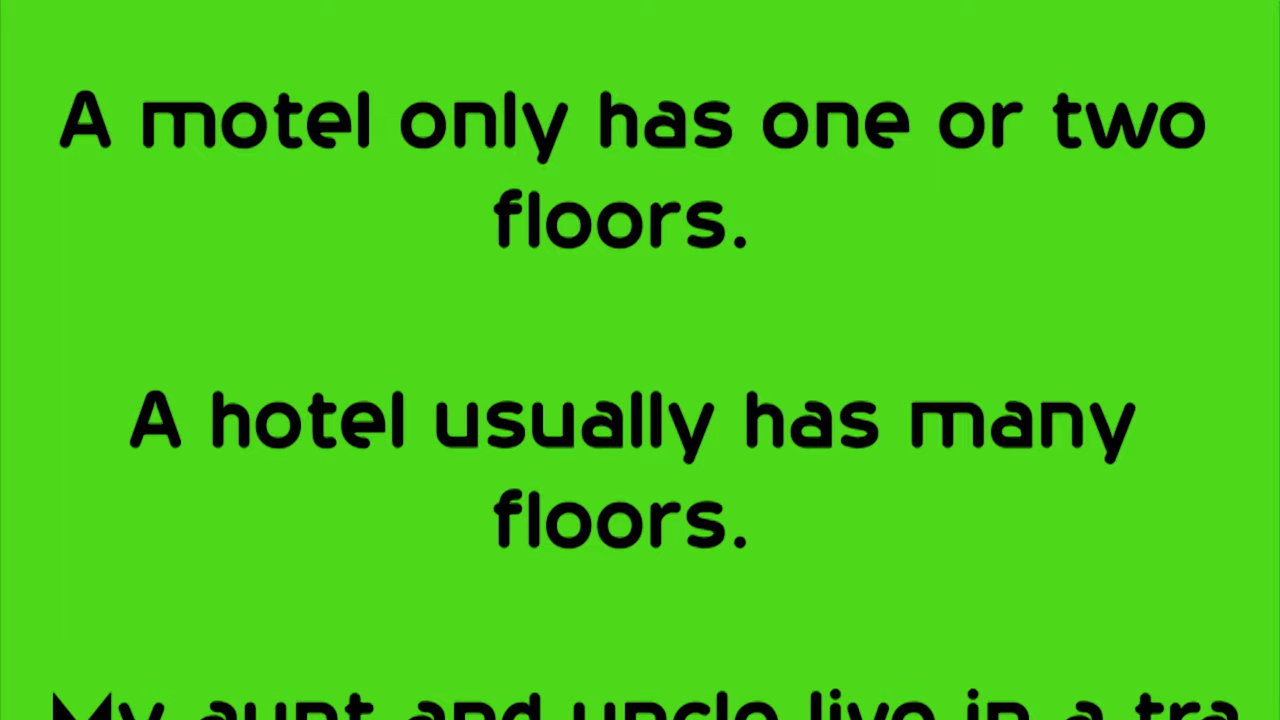 A motel only has one or two
floors.
A hotel usually has many
floors.
My aunt and uncle live in a tra